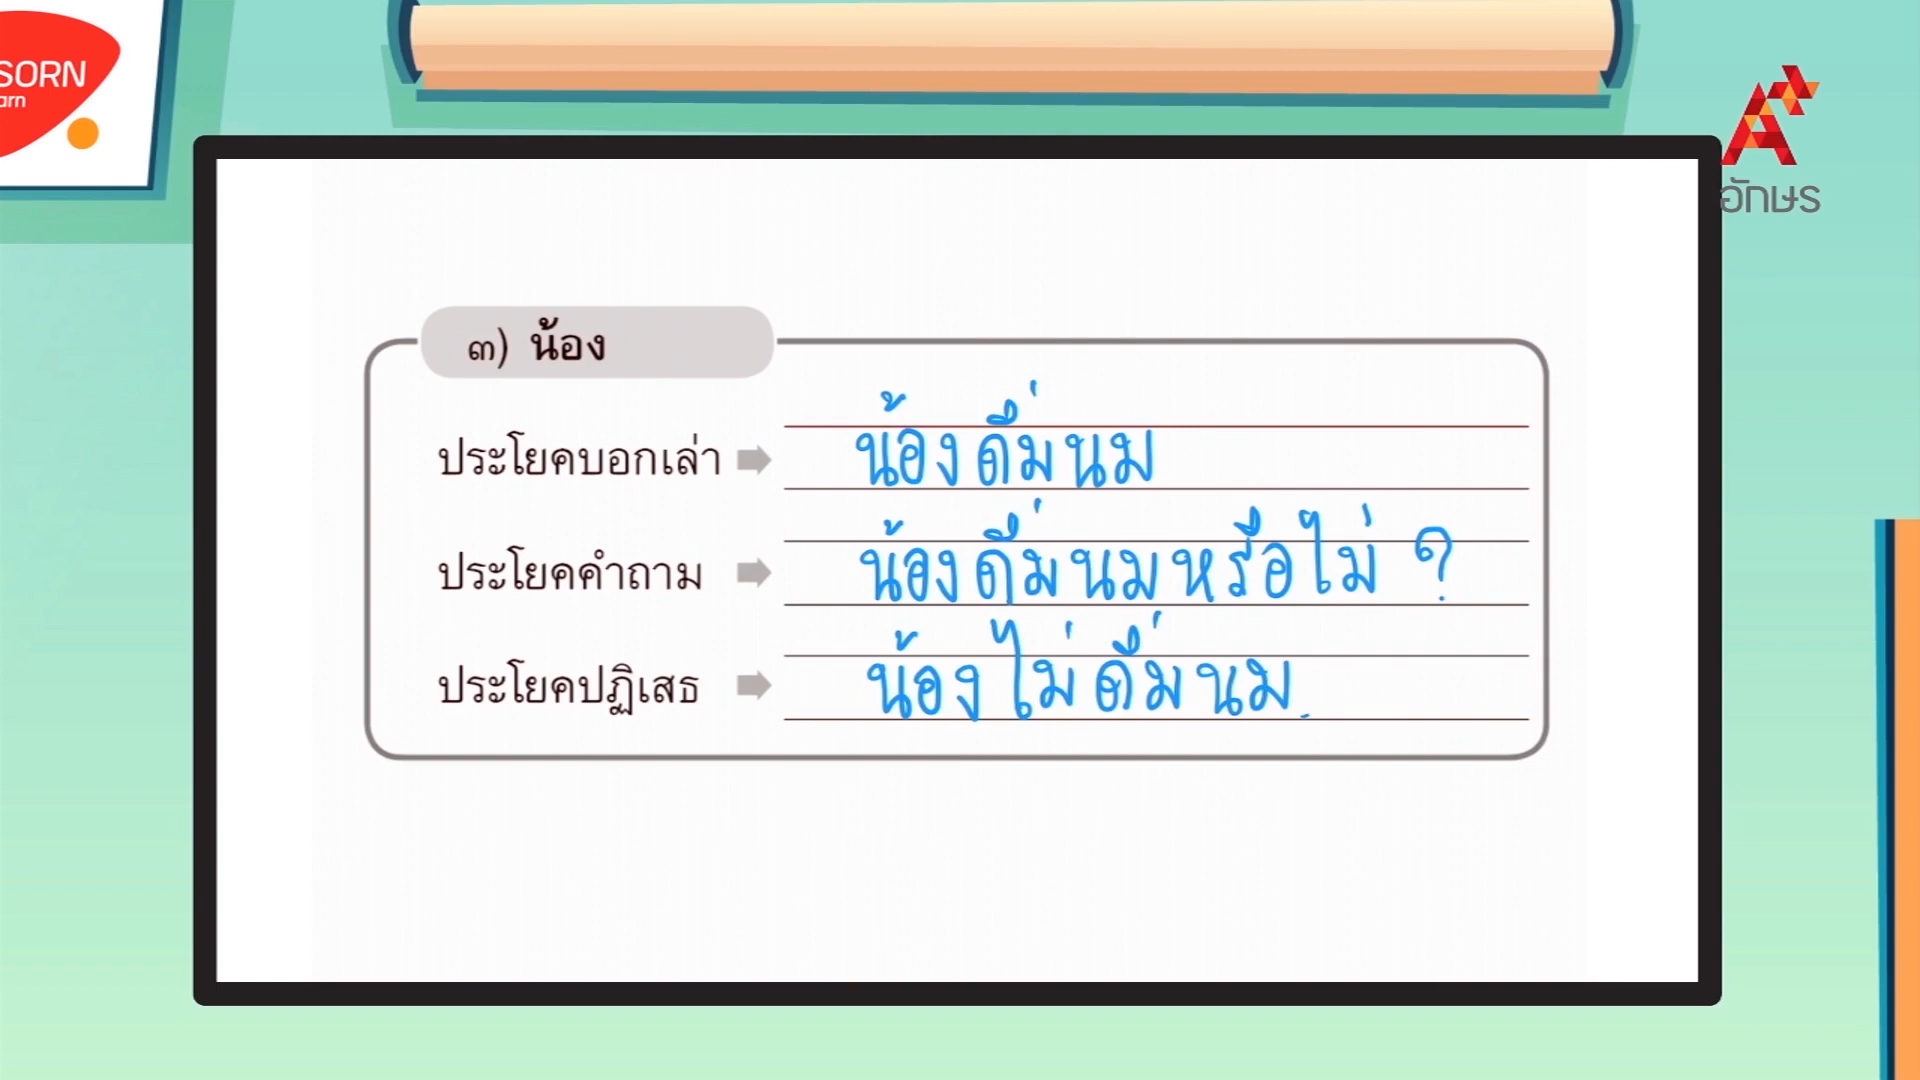 SORN
arn
อักษร
๓) น้อง
ประโยคบอกเล่า น้องดื่มนม
ประโยคคำถาม น้องดื่มนมหรือไม่ ?
ประโยคปฏิเสธ น้องไม่ดื่มนม